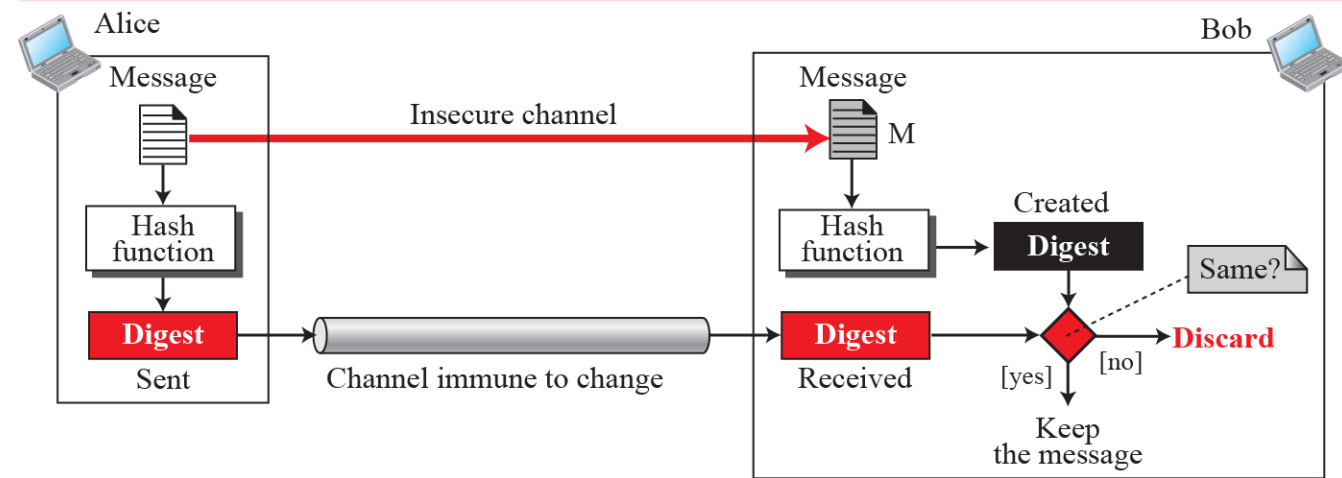 Alice
Bob
Message
Message
Insecure channel
M
Hash
function
Hash
function
Created
Digest
Same?
Digest
Digest
Discard
Sent
Channel immune to change
Received
[yes]
[no]
Keep
the message